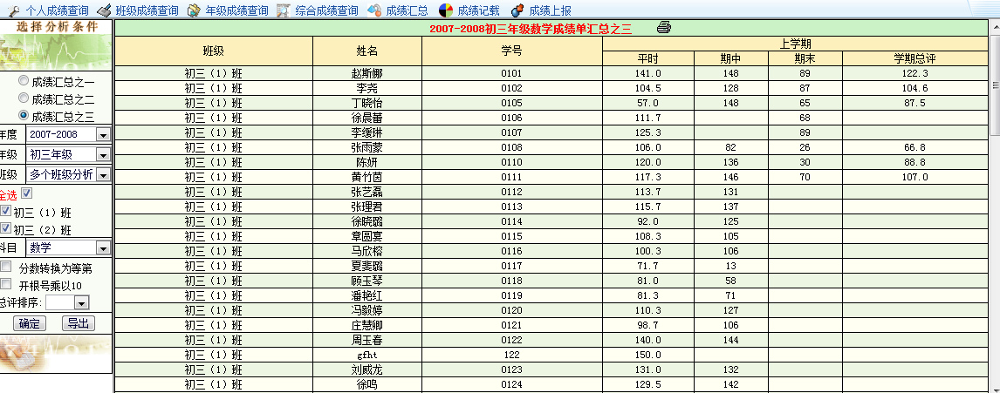 个人成绩查询 班级成绩查询 年级成绩查询 综合成绩查询 成绩汇总 成绩记载 成绩上报
选择分析条件
成绩汇总之一
成绩汇总之二
成绩汇总之三
年度 2007-2008
年级 初三年级
班级 多个班级分析
全选
初三（1）班
初三（2）班
科目 数学
分数转换为等第
开根号乘以10
总评排序:
确定 导出
2007-2008初三年级数学成绩单汇总之三
班级 姓名 学号 上学期
平时 期中 期末 学期总评
初三（1）班 赵斯娜 0101 141.0 148 89 122.3
初三（1）班 李尧 0102 104.5 128 87 104.6
初三（1）班 丁晓怡 0105 57.0 148 65 87.5
初三（1）班 徐晨蕾 0106 111.7 68
初三（1）班 李缓琳 0107 125.3 89
初三（1）班 张雨蒙 0108 106.0 82 26 66.8
初三（1）班 陈妍 0110 120.0 136 30 88.8
初三（1）班 黄竹茵 0111 117.3 146 70 107.0
初三（1）班 张艺磊 0112 113.7 131
初三（1）班 张理君 0113 115.7 137
初三（1）班 徐晓璐 0114 92.0 125
初三（1）班 章圆宴 0115 108.3 105
初三（1）班 马欣榕 0116 100.3 106
初三（1）班 夏斐璐 0117 71.7 13
初三（1）班 顾玉琴 0118 81.0 58
初三（1）班 潘艳红 0119 81.3 71
初三（1）班 冯毅婷 0120 110.3 127
初三（1）班 庄慧卿 0121 98.7 106
初三（1）班 周玉春 0122 140.0 144
初三（1）班 gfht 122 150.0
初三（1）班 刘威龙 0123 131.0 132
初三（1）班 徐鸣 0124 129.5 142